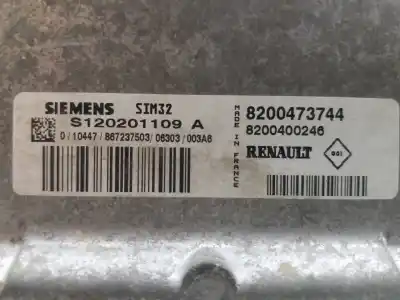 SIEMENS SIM32
S120201109 A
0/10447/867237503/06303/003A6
MADE IN FRANCE
8200473744
8200400246
RENAULT